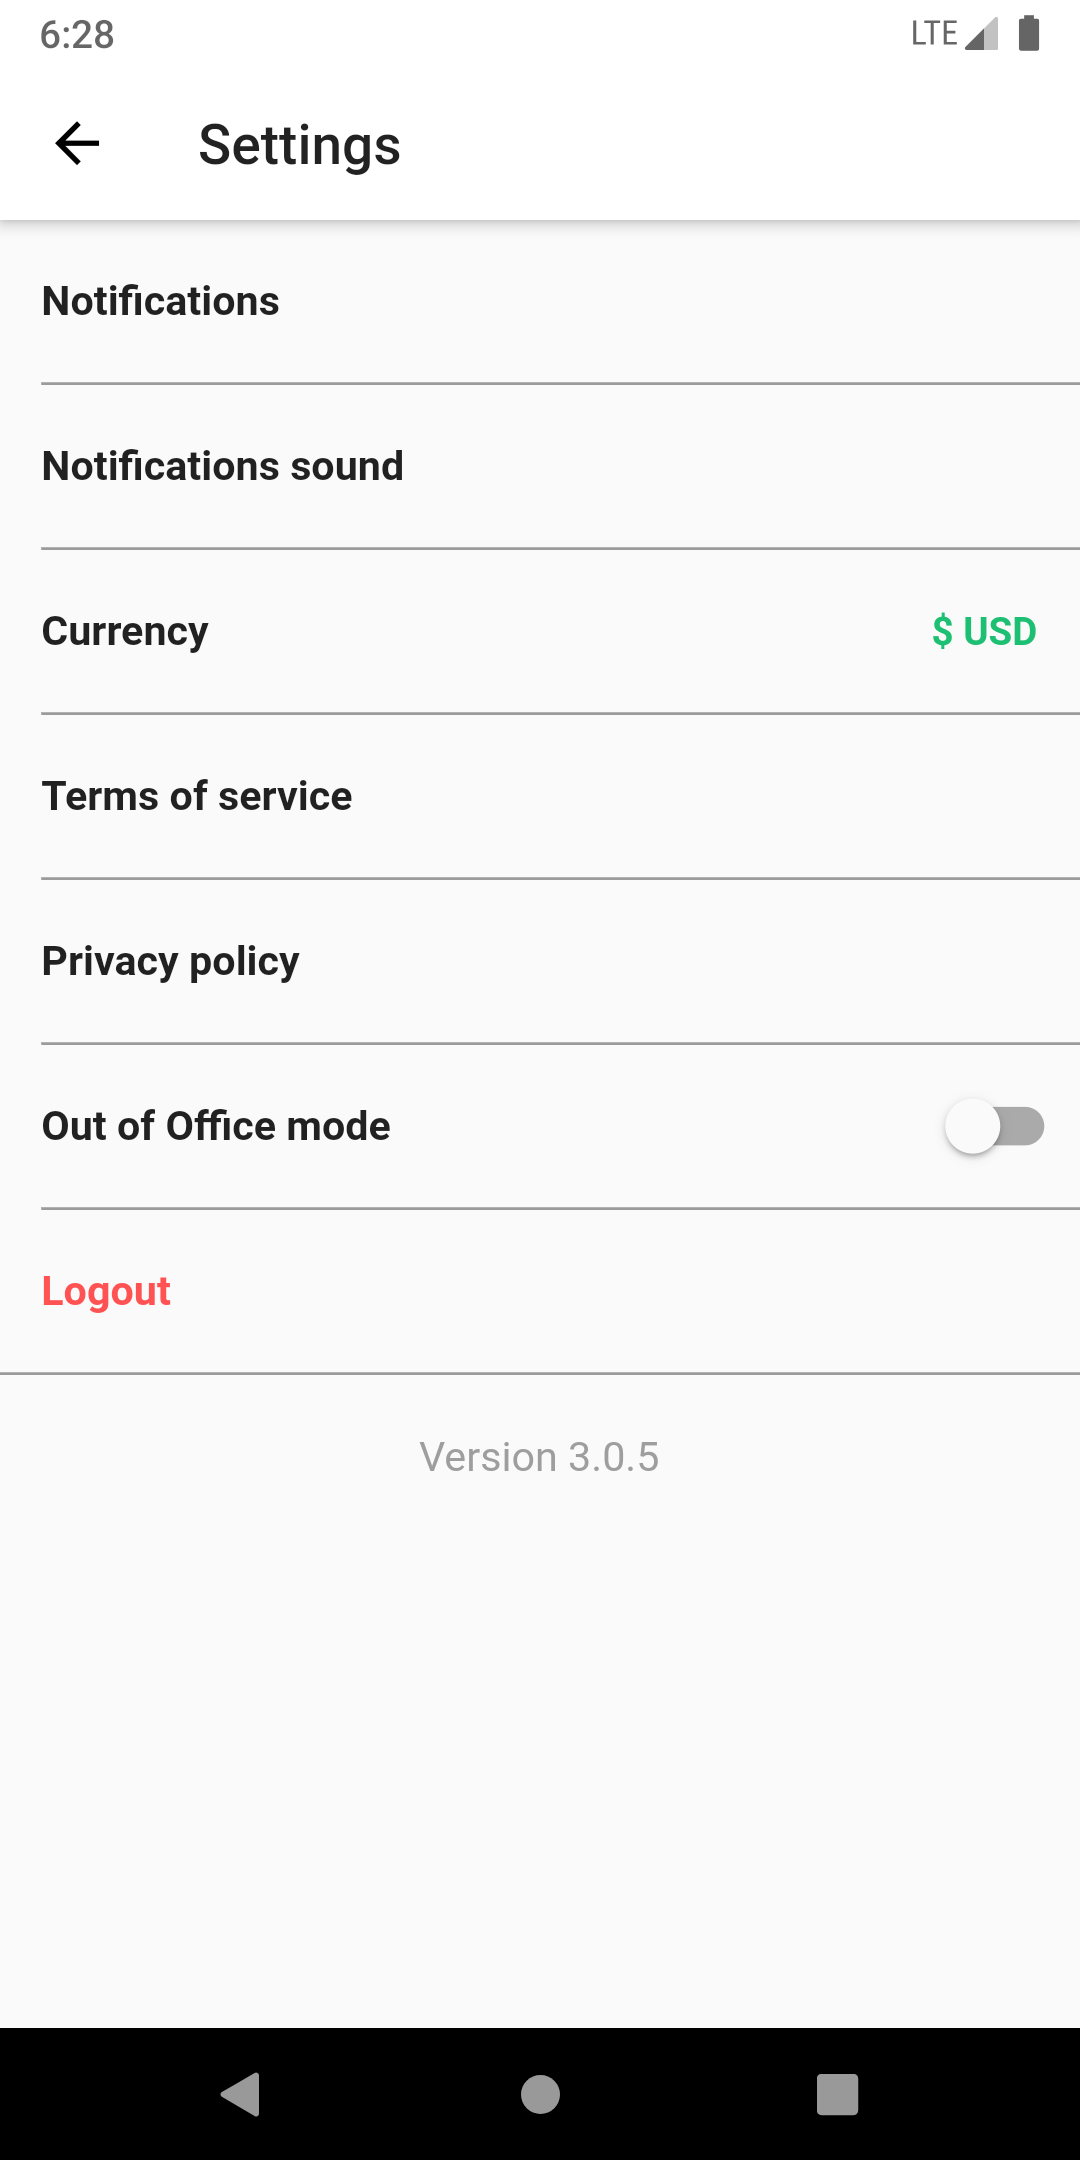 6:28 LTE
Settings
Notifications
Notifications sound
Currency $ USD
Terms of service
Privacy policy
Out of Office mode
Logout
Version 3.0.5